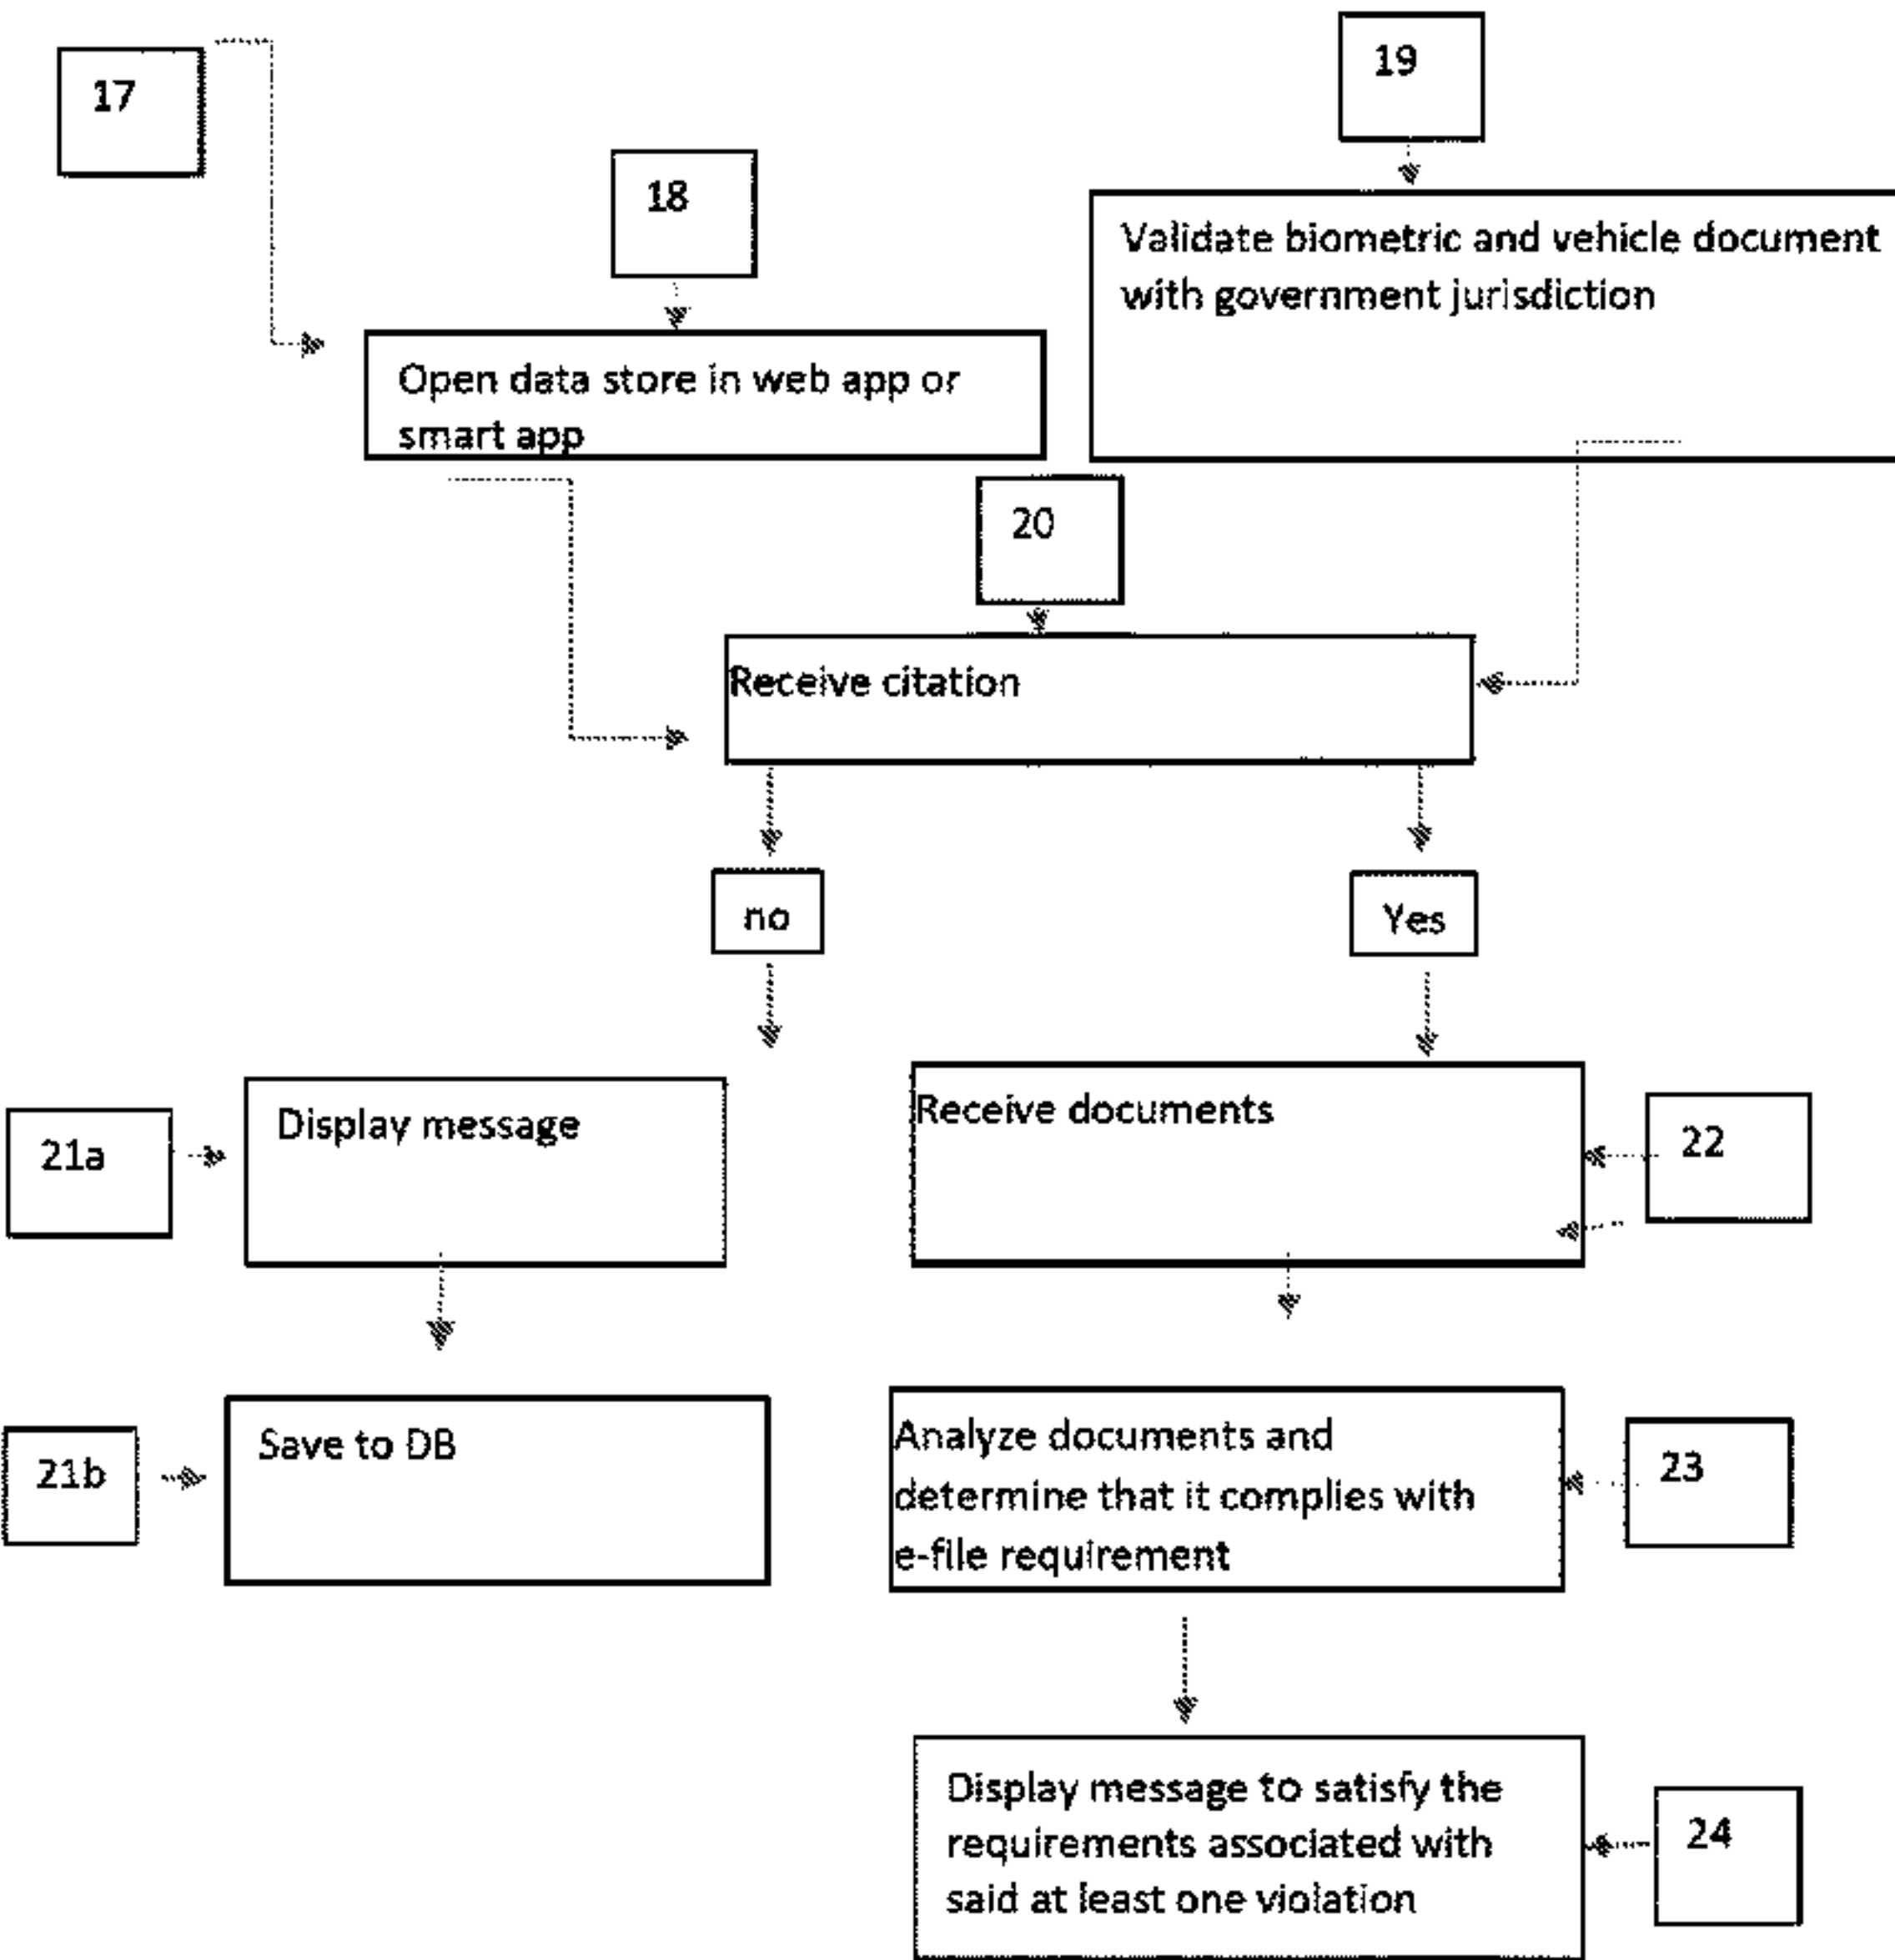 17
19
18
Validate biometric and vehicle document
with government jurisdiction
Open data store in web app or
smart app
20
Receive citation
no
Yes
21a
Display message
Receive documents
22
21b
Save to DB
Analyze documents and
determine that it complies with
e-file requirement
23
Display message to satisfy the
requirements associated with
said at least one violation
24